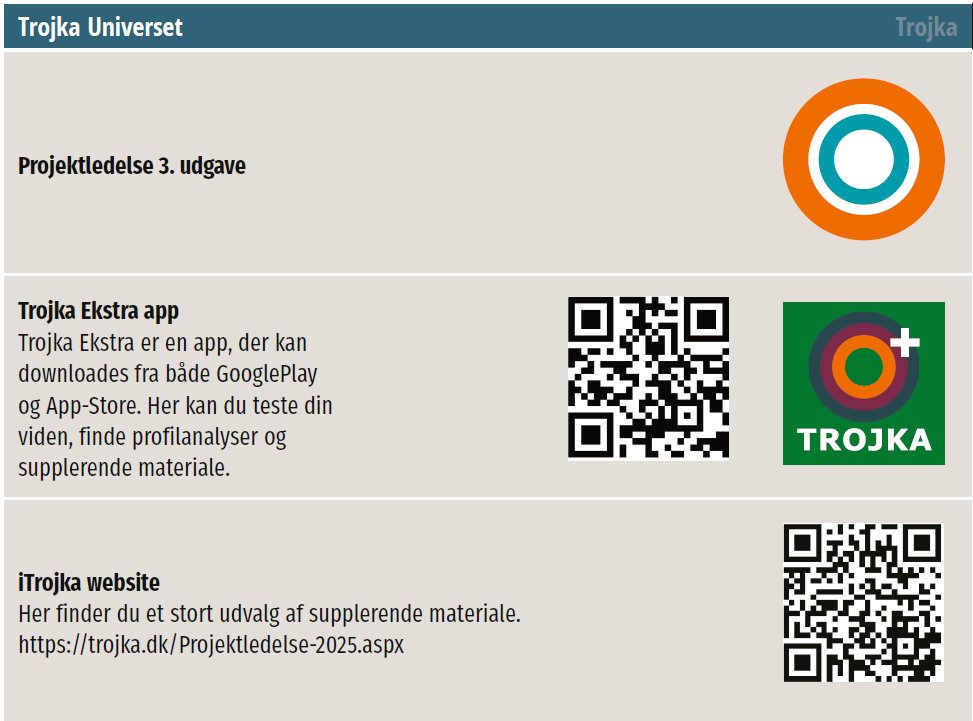 Trojka Universet
Trojka
Projektledelse 3. udgave
Trojka Ekstra app
Trojka Ekstra er en app, der kan
downloades fra både GooglePlay
og App-Store. Her kan du teste din
viden, finde profilanalyser og
supplerende materiale.
TROJKA
iTrojka website
Her finder du et stort udvalg af supplerende materiale.
https://trojka.dk/Projektledelse-2025.aspx